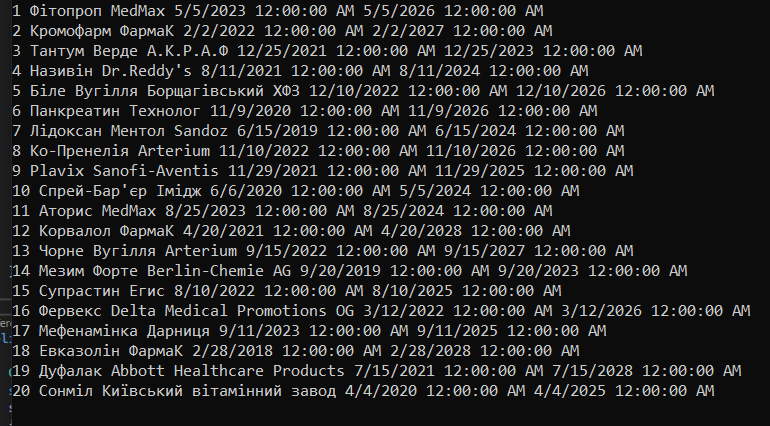 1 Фітопроп MedMax 5/5/2023 12:00:00 AM 5/5/2026 12:00:00 AM
2 Кромофарм ФармаК 2/2/2022 12:00:00 AM 2/2/2027 12:00:00 AM
3 Тантум Верде А.К.Р.А.Ф 12/25/2021 12:00:00 AM 12/25/2023 12:00:00 AM
4 Називін Dr.Reddy's 8/11/2021 12:00:00 AM 8/11/2024 12:00:00 AM
5 Біле Вугілля Борщагівський ХФЗ 12/10/2022 12:00:00 AM 12/10/2026 12:00:00 AM
6 Панкреатин Технолог 11/9/2020 12:00:00 AM 11/9/2026 12:00:00 AM
7 Лідоксан Ментол Sandoz 6/15/2019 12:00:00 AM 6/15/2024 12:00:00 AM
8 Ко-Пренелія Arterium 11/10/2022 12:00:00 AM 11/10/2026 12:00:00 AM
9 Plavix Sanofi-Aventis 11/29/2021 12:00:00 AM 11/29/2025 12:00:00 AM
10 Спрей-Бар'єр Імідж 6/6/2020 12:00:00 AM 5/5/2024 12:00:00 AM
11 Аторис MedMax 8/25/2023 12:00:00 AM 8/25/2024 12:00:00 AM
12 Корвалол ФармаК 4/20/2021 12:00:00 AM 4/20/2028 12:00:00 AM
13 Чорне Вугілля Arterium 9/15/2022 12:00:00 AM 9/15/2027 12:00:00 AM
14 Мезим Форте Berlin-Chemie AG 9/20/2019 12:00:00 AM 9/20/2023 12:00:00 AM
15 Супрастин Егис 8/10/2022 12:00:00 AM 8/10/2025 12:00:00 AM
16 Фервекс Delta Medical Promotions OG 3/12/2022 12:00:00 AM 3/12/2026 12:00:00 AM
17 Мефенамінка Дарниця 9/11/2023 12:00:00 AM 9/11/2025 12:00:00 AM
18 Евказолін ФармаК 2/28/2018 12:00:00 AM 2/28/2028 12:00:00 AM
19 Дуфалак Abbott Healthcare Products 7/15/2021 12:00:00 AM 7/15/2028 12:00:00 AM
20 Сонміл Київський вітамінний завод 4/4/2020 12:00:00 AM 4/4/2025 12:00:00 AM